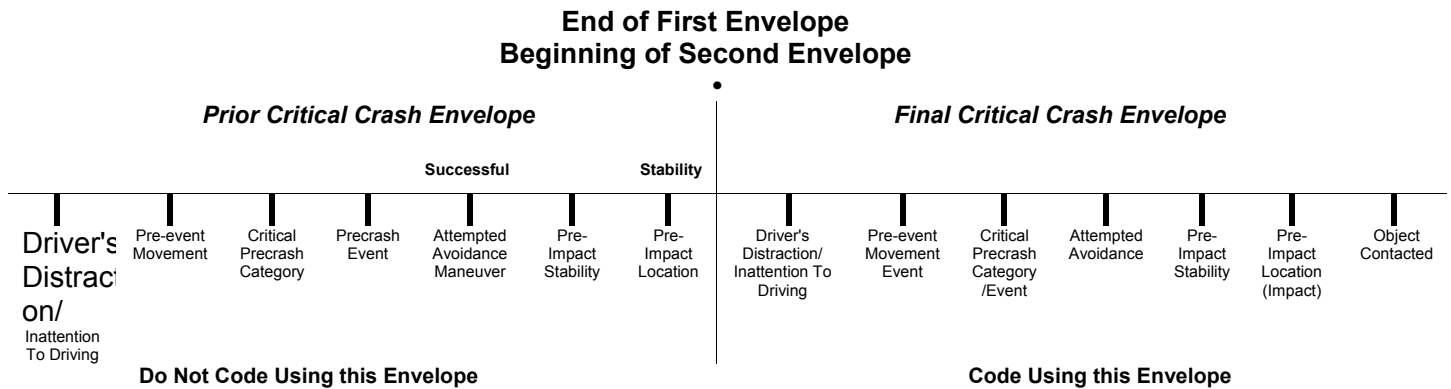 End of First Envelope
Beginning of Second Envelope
•
Prior Critical Crash Envelope
Final Critical Crash Envelope
Successful
Stability
Driver's
Distracti
on/
Inattention
To Driving
Pre-event
Movement
Critical
Precrash
Category
Precrash
Event
Attempted
Avoidance
Maneuver
Pre-
Impact
Stability
Pre-
Impact
Location
Driver's
Distraction/
Inattention To
Driving
Pre-event
Movement
Event
Critical
Precrash
Category
/Event
Attempted
Avoidance
Pre-
Impact
Stability
Pre-
Impact
Location
(Impact)
Object
Contacted
Do Not Code Using this Envelope
Code Using this Envelope